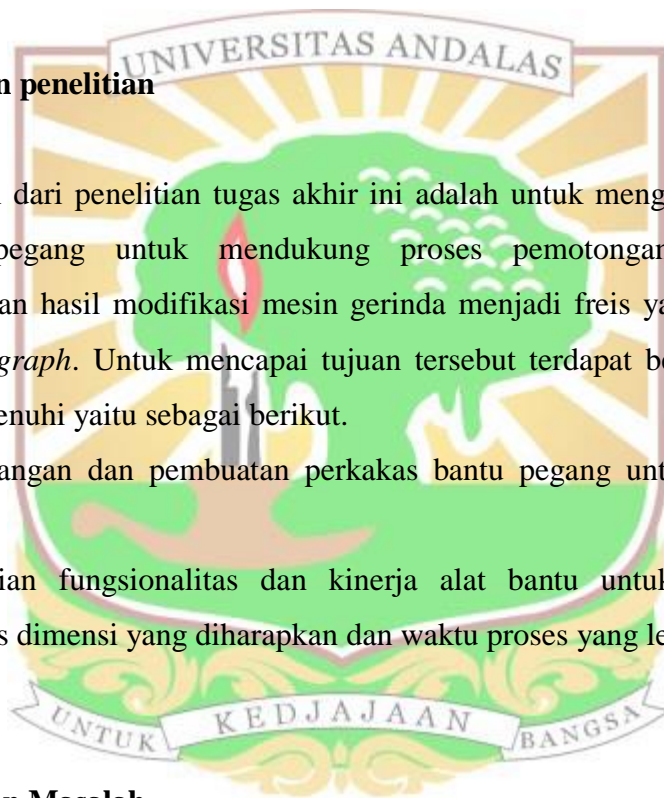 UNIVERSITAS ANDALAS
n penelitian
dari penelitian tugas akhir ini adalah untuk meng
pegang untuk mendukung proses pemotongan
an hasil modifikasi mesin gerinda menjadi freis ya
graph. Untuk mencapai tujuan tersebut terdapat be
enuhi yaitu sebagai berikut.
angan dan pembuatan perkakas bantu pegang unt
ian fungsionalitas dan kinerja alat bantu untuk
s dimensi yang diharapkan dan waktu proses yang le
UNTUK KEDJAJAAN BANGSA